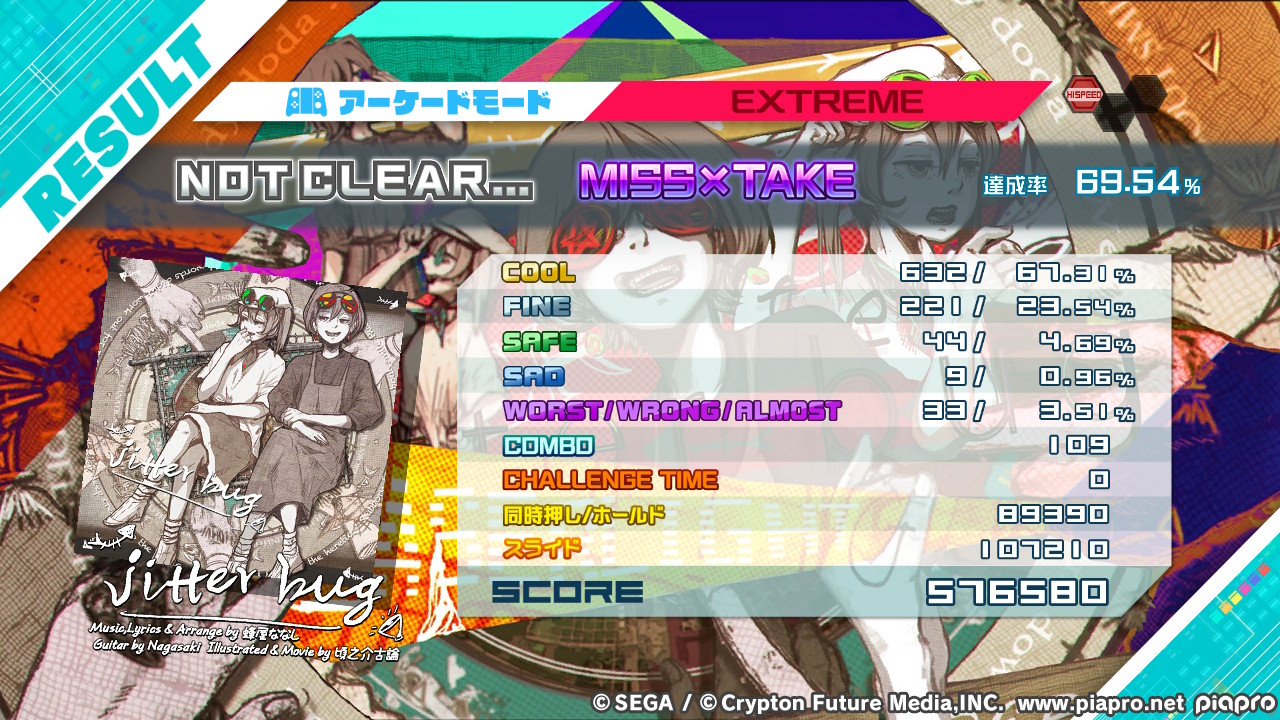 RESULT
アーケードモード
EXTREME
HISPEED
NOT CLEAR...
MISS×TAKE
達成率 69.54%
COOL 632/ 67.31%
FINE 221/ 23.54%
SAFE 44/ 4.69%
SAD 9/ 0.96%
WORST/WRONG/ALMOST 33/ 3.51%
COMBO 109
CHALLENGE TIME 0
同時押し/ホールド 89390
スライド 107210
SCORE 576580
jitter bug
jitter bug
Music,Lyrics & Arrange by 蜂屋ななし
Guitar by Nagasaki Illustrated & Movie by 頃之介古論
© SEGA / © Crypton Future Media,INC. www.piapro.net piapro